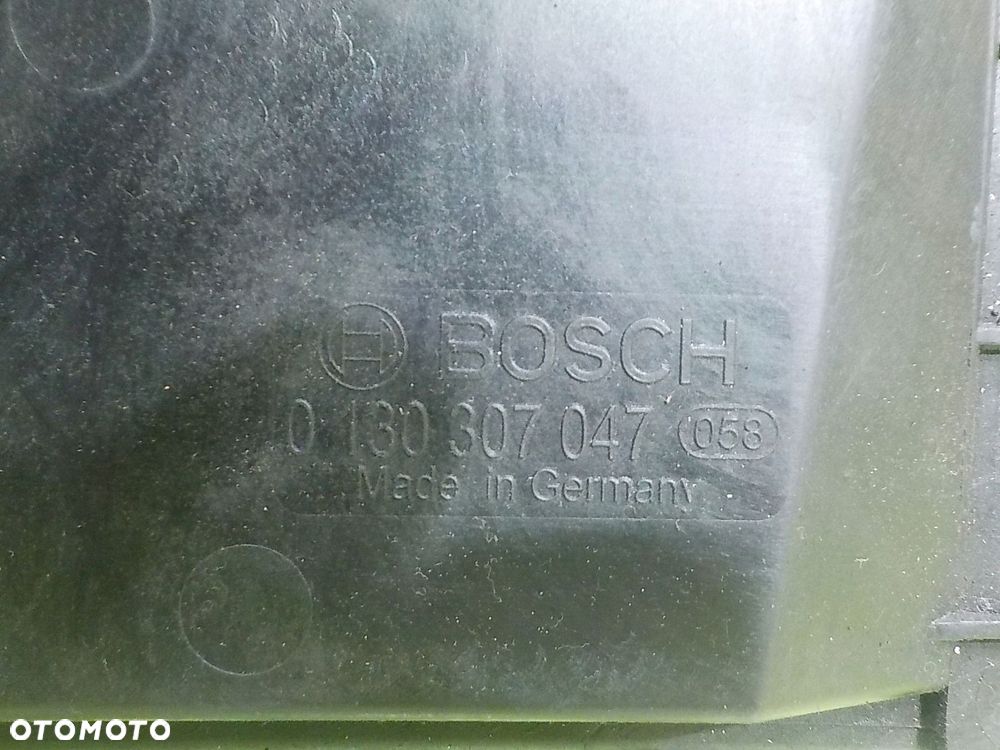 BOSCH
0 130 307 047 058
Made in Germany
OTOMOTO